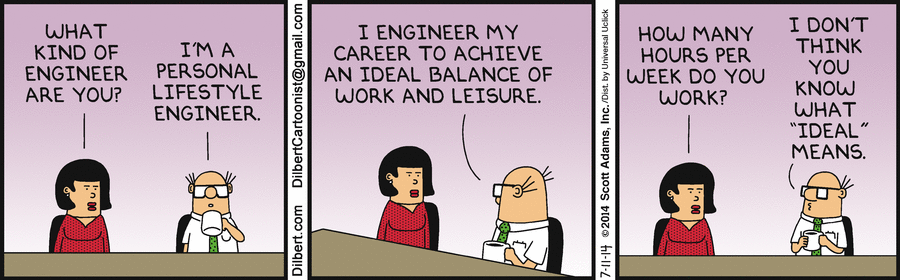 WHAT
KIND OF
ENGINEER
ARE YOU?
I'M A
PERSONAL
LIFESTYLE
ENGINEER.
Dilbert.com DilbertCartoonist@gmail.com
I ENGINEER MY
CAREER TO ACHIEVE
AN IDEAL BALANCE OF
WORK AND LEISURE.
7-11-14 ©2014 Scott Adams, Inc. /Dist. by Universal Uclick
HOW MANY
HOURS PER
WEEK DO YOU
WORK?
I DON'T
THINK
YOU
KNOW
WHAT
"IDEAL"
MEANS.